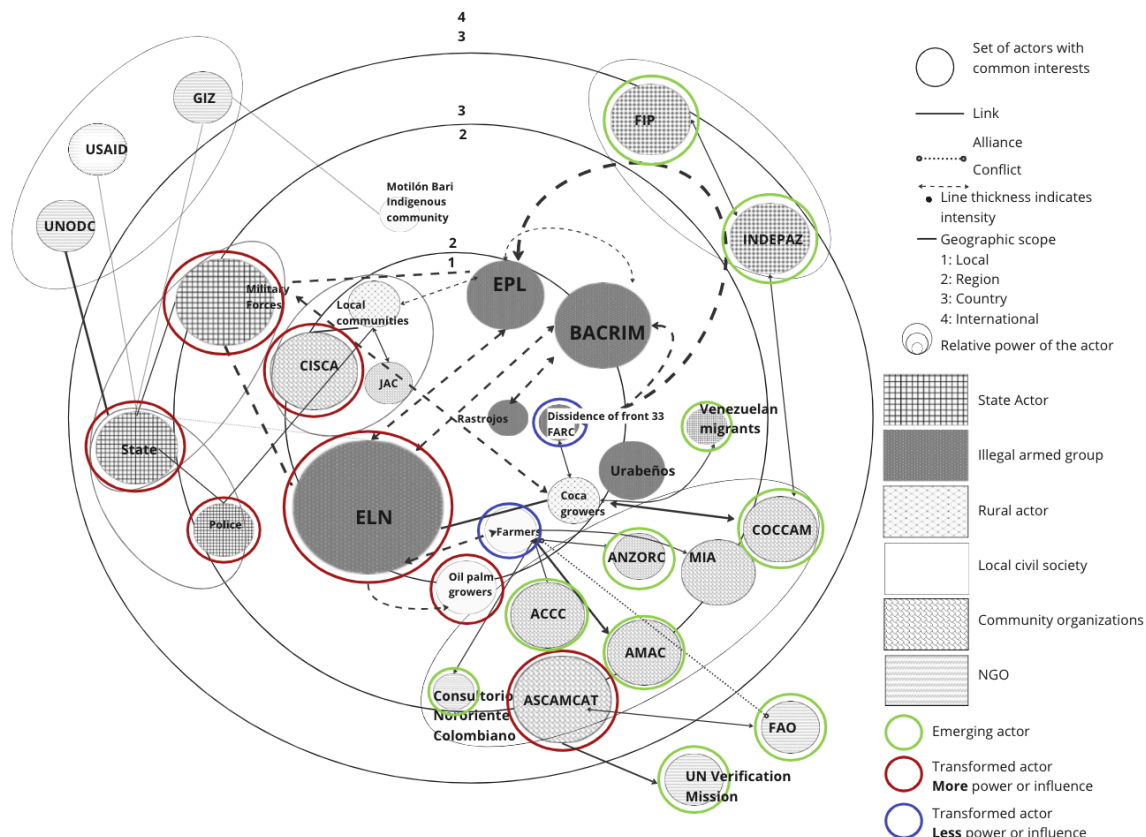 4
3
3
2
2
1
GIZ
USAID
UNODC
Motilón Bari
Indigenous
community
FIP
INDEPAZ
Military
Forces
Local
communities
EPL
BACRIM
CISCA
JAC
Rastrojos
Dissidence of front 33
FARC
Venezuelan
migrants
State
Urabeños
ELN
Coca
growers
Police
Farmers
COCCAM
ANZORC
MIA
Oil palm
growers
ACCC
AMAC
Consultorio
Nororiente
Colombiano
ASCAMCAT
FAO
UN Verification
Mission
Set of actors with
common interests
Link
Alliance
Conflict
Line thickness indicates
intensity
Geographic scope
1: Local
2: Region
3: Country
4: International
Relative power of the actor
State Actor
Illegal armed group
Rural actor
Local civil society
Community organizations
NGO
Emerging actor
Transformed actor
More power or influence
Transformed actor
Less power or influence